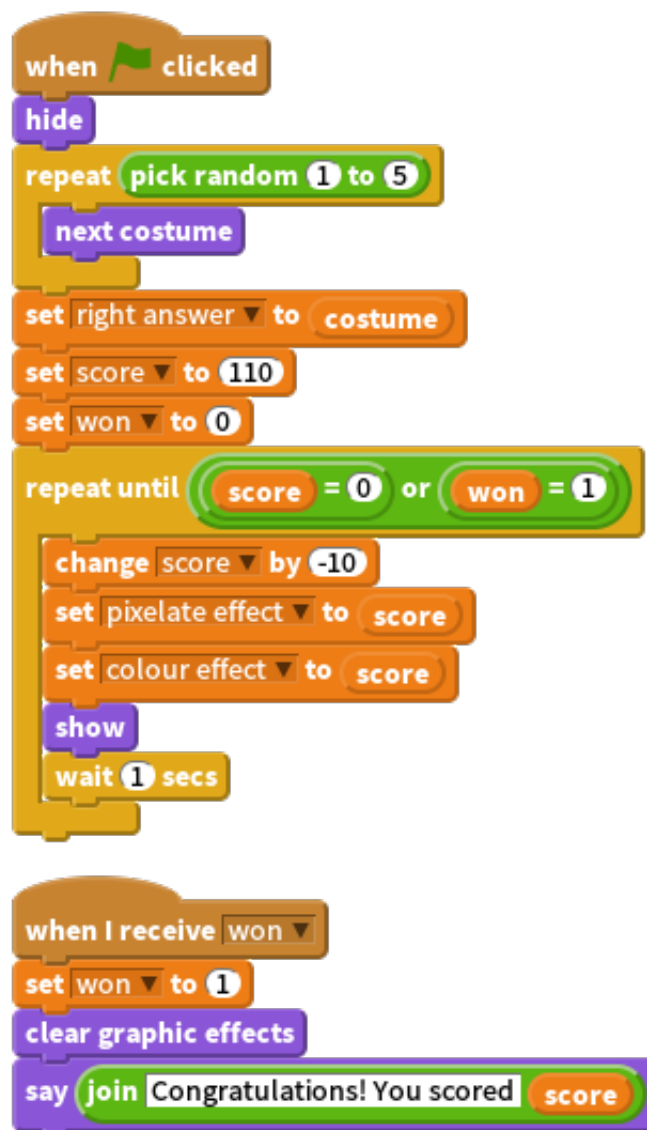 when clicked
hide
repeat pick random 1 to 5
next costume
set right answer to costume
set score to 110
set won to 0
repeat until score = 0 or won = 1
change score by -10
set pixelate effect to score
set colour effect to score
show
wait 1 secs
when I receive won
set won to 1
clear graphic effects
say join Congratulations! You scored score